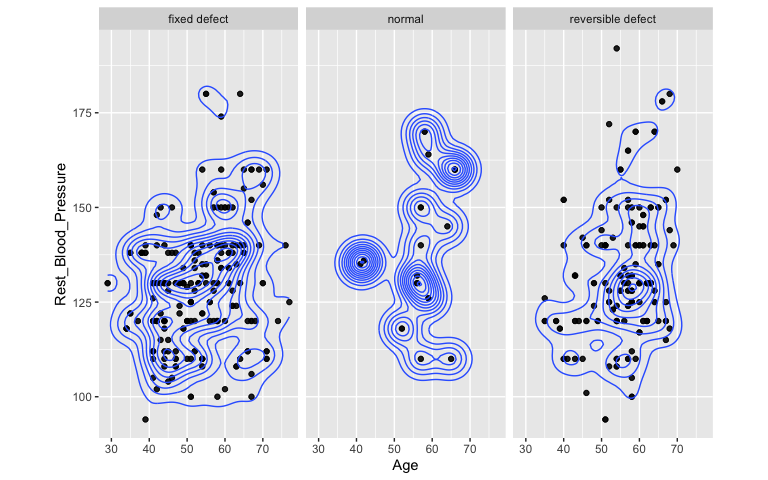 fixed defect
normal
reversible defect
Rest_Blood_Pressure
175
150
125
100
30 40 50 60 70
30 40 50 60 70
30 40 50 60 70
Age